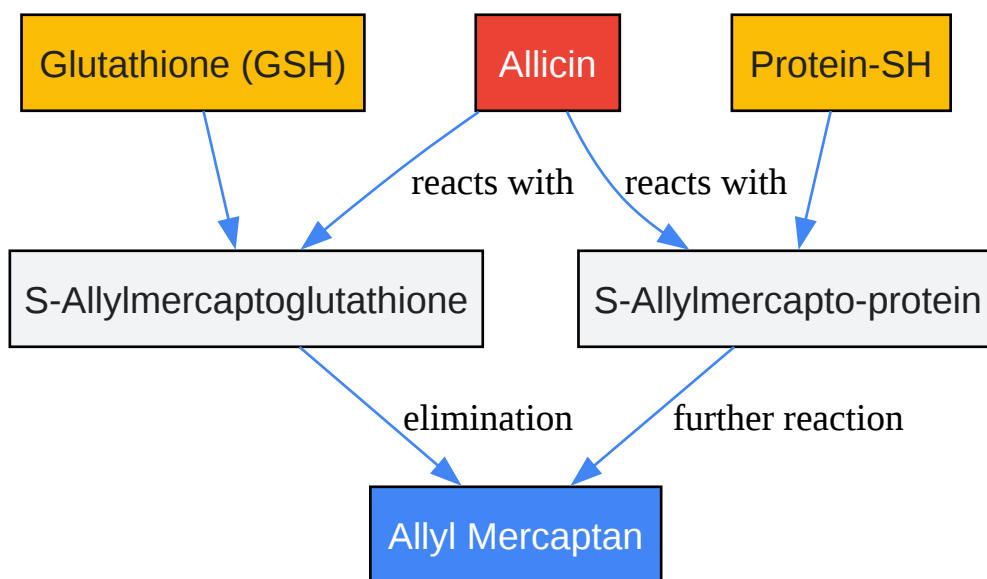 Glutathione (GSH)
Allicin
Protein-SH
reacts with
reacts with
S-Allylmercaptoglutathione
S-Allylmercapto-protein
elimination
further reaction
Allyl Mercaptan